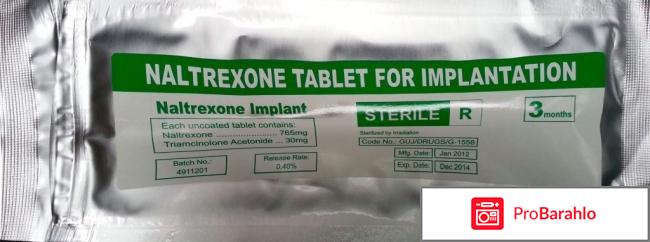 NALTREXONE TABLET FOR IMPLANTATION
Naltrexone Implant
Each uncoated tablet contains:
Naltrexone ........................ 765mg
Triamcinolone Acetonide ... 30mg
Batch No.:
4911201
Release Rate:
0.40%
STERILE R
Sterilized by Irradiation
Code No.: GUJ/DRUGS/G-1558
Mfg. Date: Jan 2012
Exp. Date: Dec 2014
3 months
ProBarahlo